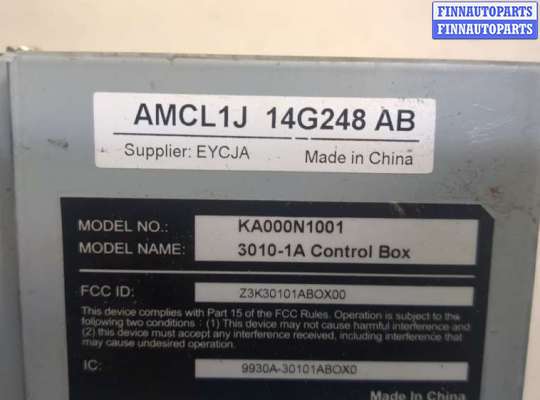 FINNAUTOPARTS
FINNAUTOPARTS
AMCL1J 14G248 AB
Supplier: EYCJA Made in China
MODEL NO.: KA000N1001
MODEL NAME: 3010-1A Control Box
FCC ID: Z3K30101ABOX00
This device complies with Part 15 of the FCC Rules. Operation is subject to the
following two conditions : (1) This device may not cause harmful interference and
(2) this device must accept any interference received, including interference that
may cause undesired operation.
IC: 9930A-30101ABOX0
Made In China